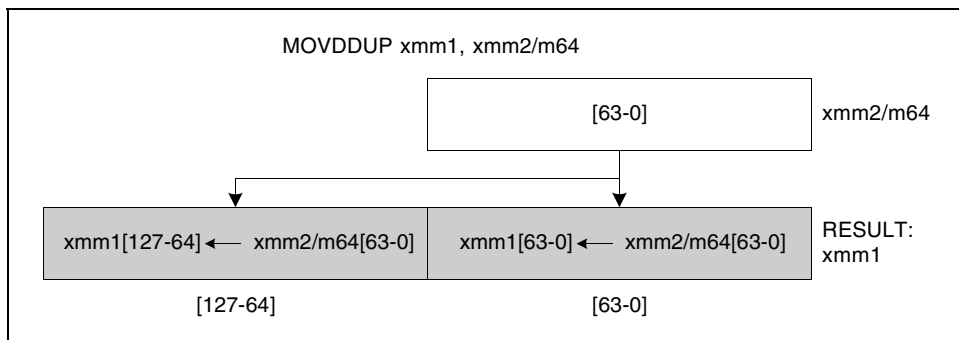 MOVDDUP xmm1, xmm2/m64
[63-0]
xmm2/m64
xmm1[127-64] ← xmm2/m64[63-0]
xmm1[63-0] ← xmm2/m64[63-0]
RESULT:
xmm1
[127-64]
[63-0]